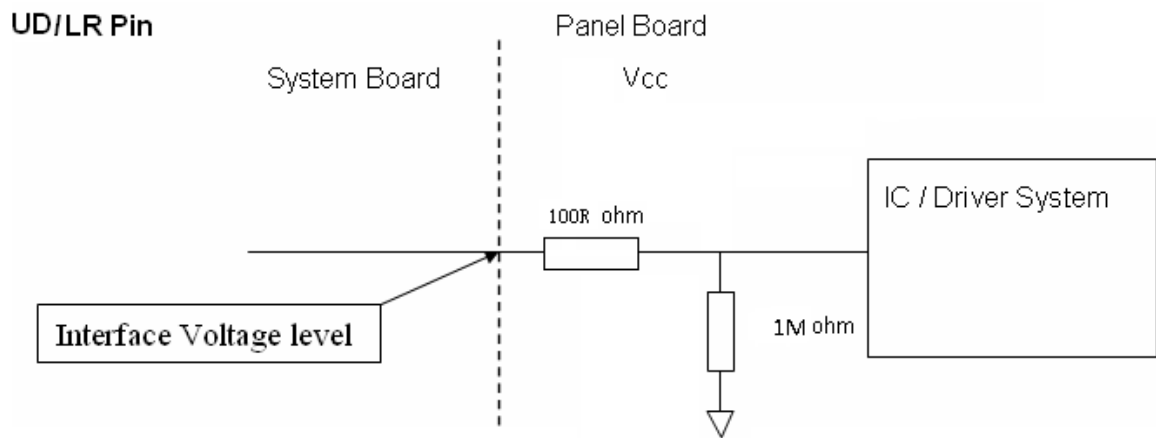 UD/LR Pin
Panel Board
System Board
Vcc
IC / Driver System
100R ohm
Interface Voltage level
1M ohm